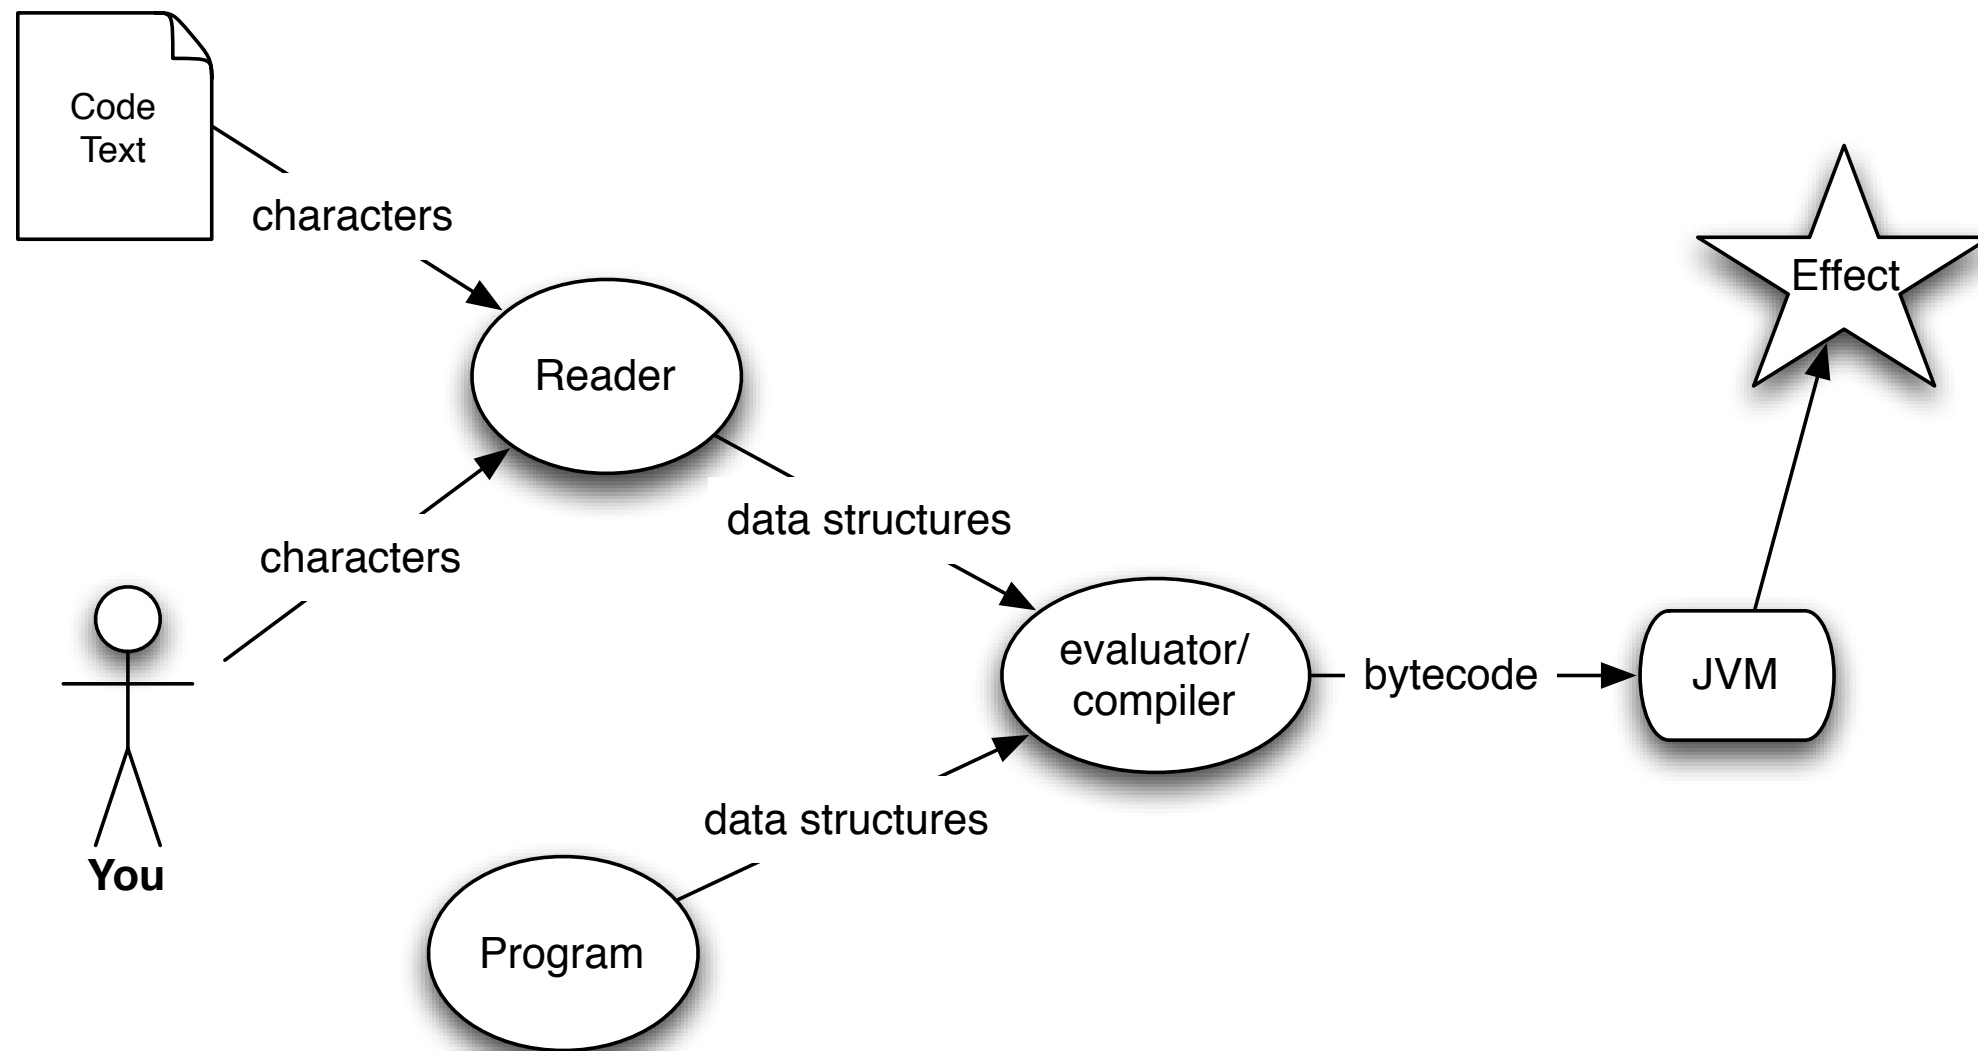 Code
Text
characters
Effect
Reader
data structures
characters
evaluator/
compiler
bytecode
JVM
data structures
You
Program